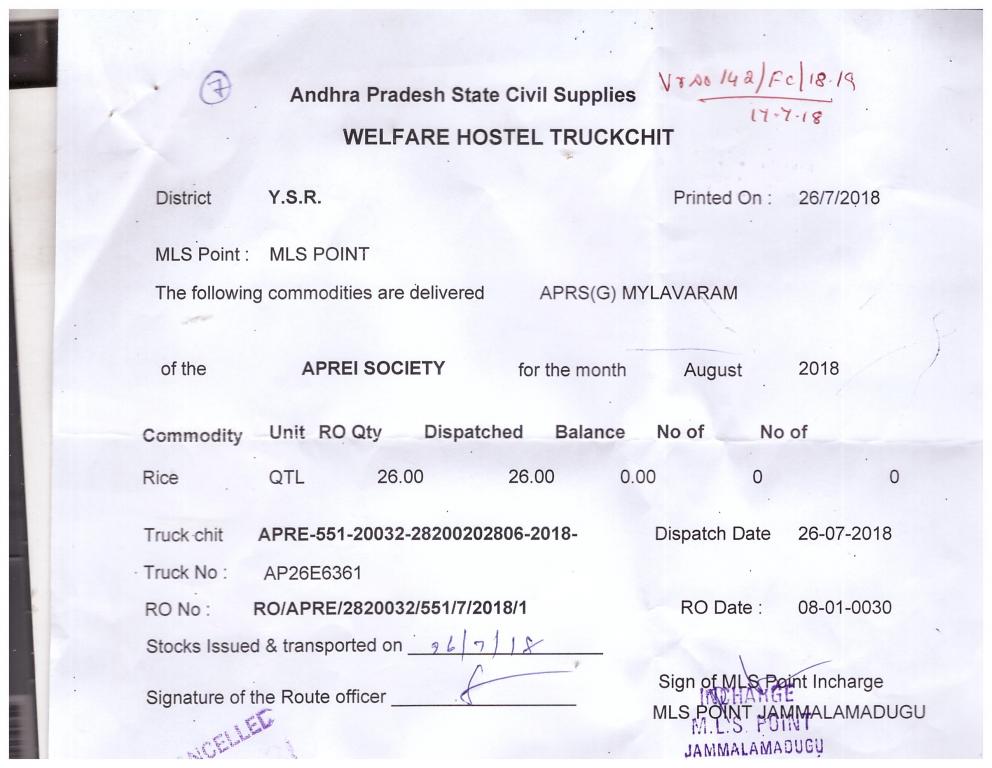 7
Andhra Pradesh State Civil Supplies
Vr no 142/Fc/18-19
17-7-18
WELFARE HOSTEL TRUCKCHIT
District Y.S.R. Printed On : 26/7/2018
MLS Point : MLS POINT
The following commodities are delivered APRS(G) MYLAVARAM
of the APREI SOCIETY for the month August 2018
Commodity Unit RO Qty Dispatched Balance No of No of
Rice QTL 26.00 26.00 0.00 0 0
Truck chit APRE-551-20032-28200202806-2018- Dispatch Date 26-07-2018
Truck No : AP26E6361
RO No : RO/APRE/2820032/551/7/2018/1 RO Date : 08-01-0030
Stocks Issued & transported on 26/7/18
Signature of the Route officer Sign of MLS Point Incharge
MLS POINT JAMMALAMADUGU
INCHARGE
M.L.S. POINT
JAMMALAMADUGU
NCELLED